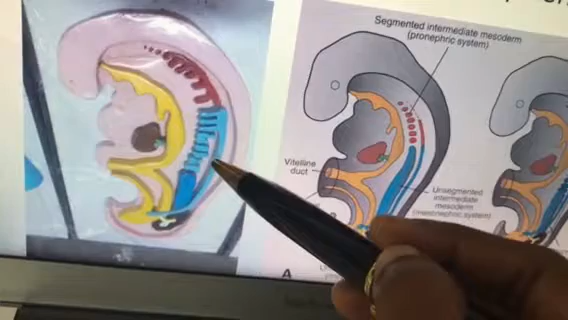 Segmented intermediate mesoderm
(pronephric system)
Vitelline
duct
Unsegmented
intermediate
mesoderm
(mesonephric system)
A